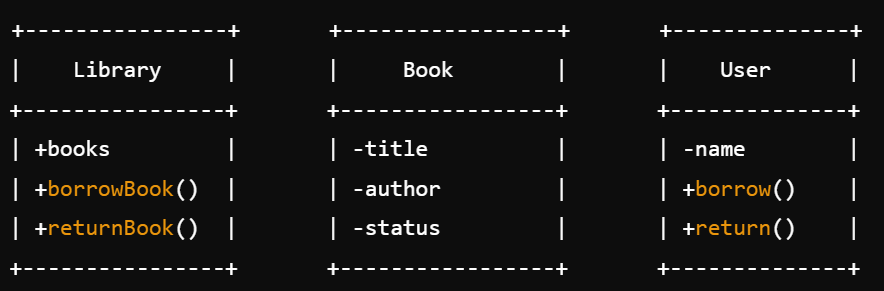 +----------------+       +-----------------+       +--------------+
|    Library     |       |     Book        |       |    User      |
+----------------+       +-----------------+       +--------------+
| +books         |       | -title          |       | -name        |
| +borrowBook()  |       | -author         |       | +borrow()    |
| +returnBook()  |       | -status         |       | +return()    |
+----------------+       +-----------------+       +--------------+